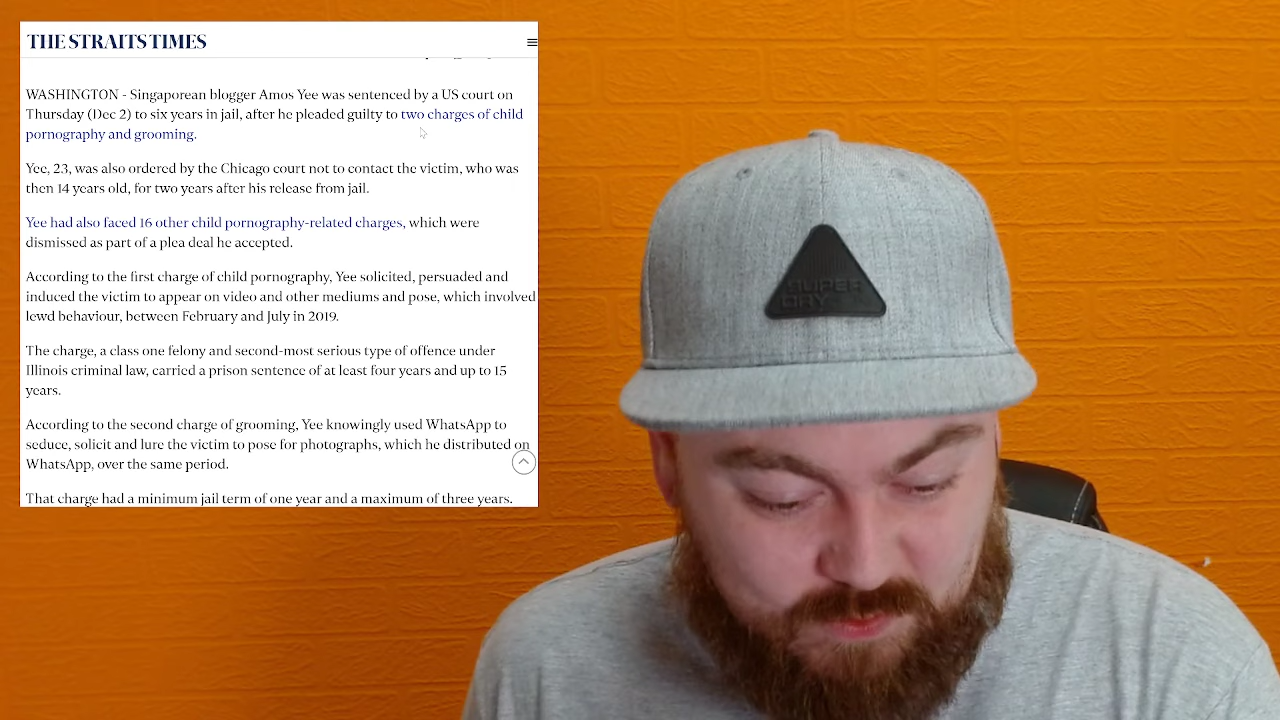 THE STRAITS TIMES
WASHINGTON - Singaporean blogger Amos Yee was sentenced by a US court on
Thursday (Dec 2) to six years in jail, after he pleaded guilty to two charges of child
pornography and grooming.
Yee, 23, was also ordered by the Chicago court not to contact the victim, who was
then 14 years old, for two years after his release from jail.
Yee had also faced 16 other child pornography-related charges, which were
dismissed as part of a plea deal he accepted.
According to the first charge of child pornography, Yee solicited, persuaded and
induced the victim to appear on video and other mediums and pose, which involved
lewd behaviour, between February and July in 2019.
The charge, a class one felony and second-most serious type of offence under
Illinois criminal law, carried a prison sentence of at least four years and up to 15
years.
According to the second charge of grooming, Yee knowingly used WhatsApp to
seduce, solicit and lure the victim to pose for photographs, which he distributed on
WhatsApp, over the same period.
That charge had a minimum jail term of one year and a maximum of three years.
SUPER
DRY